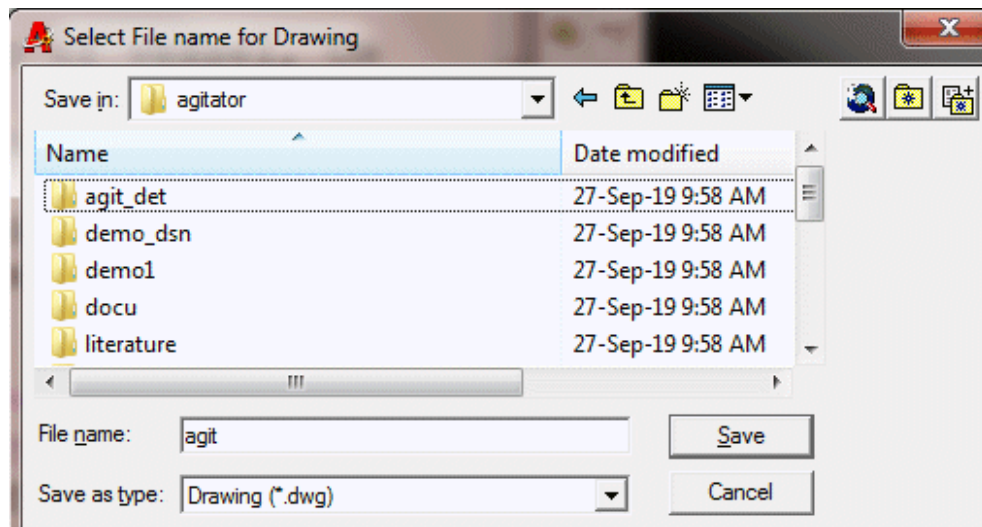 Select File name for Drawing
Save in: agitator
Name Date modified
agit_det 27-Sep-19 9:58 AM
demo_dsn 27-Sep-19 9:58 AM
demo1 27-Sep-19 9:58 AM
docu 27-Sep-19 9:58 AM
literature 27-Sep-19 9:58 AM
File name: agit Save
Save as type: Drawing (*.dwg) Cancel